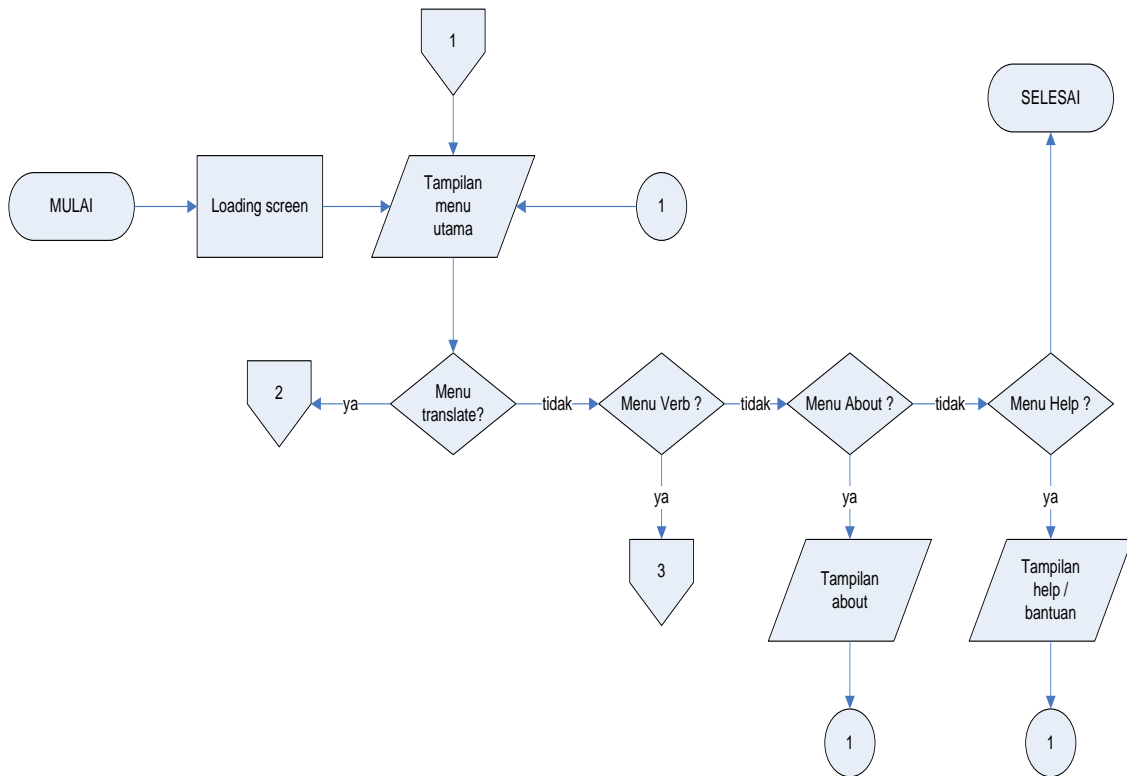 1
SELESAI
MULAI
Loading screen
Tampilan
menu
utama
1
2
ya
Menu
translate?
tidak
Menu Verb ?
tidak
Menu About ?
tidak
Menu Help ?
ya
ya
ya
3
Tampilan
about
Tampilan
help /
bantuan
1
1